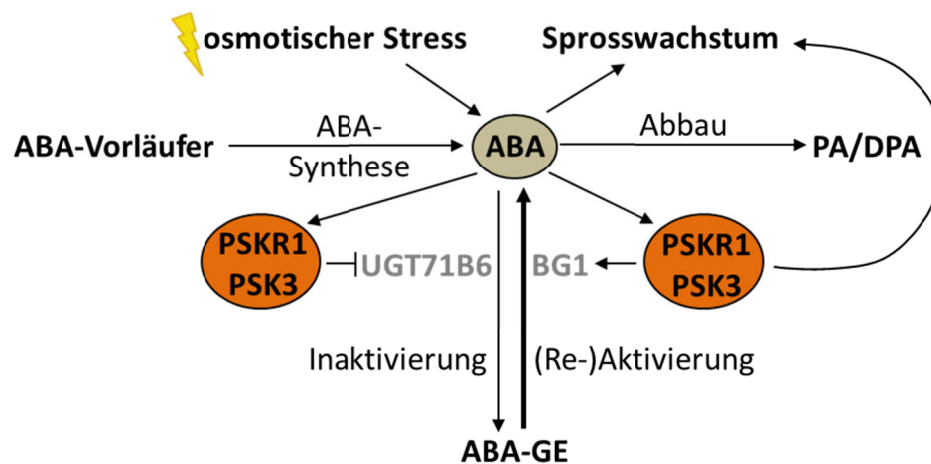 osmotischer Stress
Sprosswachstum
ABA-Vorläufer
ABA-
Synthese
ABA
Abbau
PA/DPA
PSKR1
PSK3
UGT71B6
BG1
PSKR1
PSK3
Inaktivierung
(Re-)Aktivierung
ABA-GE